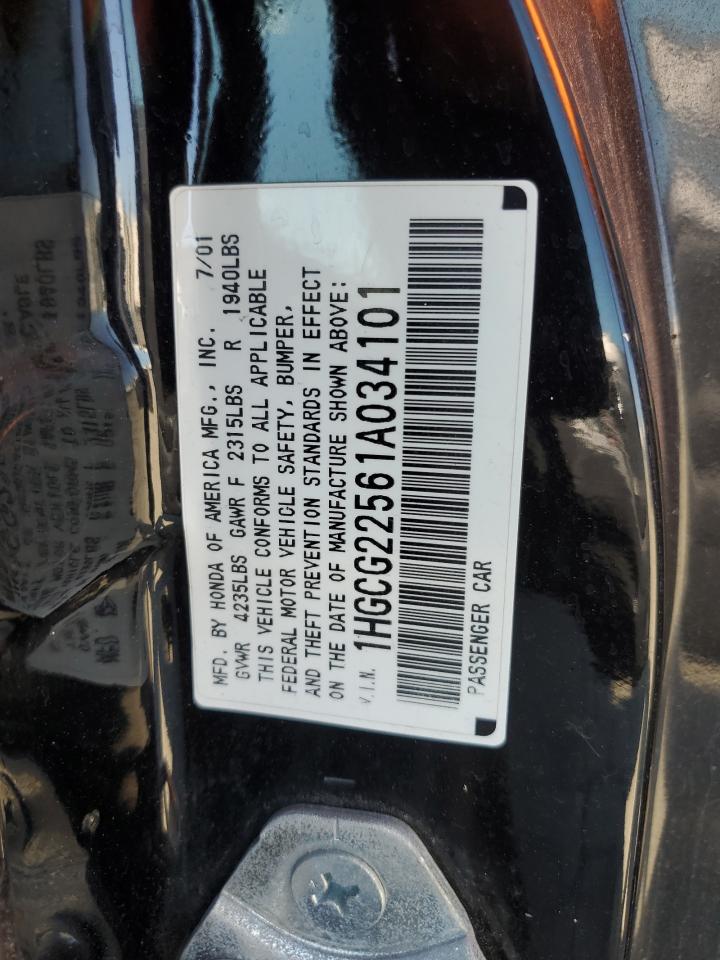 MFD. BY HONDA OF AMERICA MFG., INC. 7/01
GVWR 4235LBS GAWR F 2315LBS R 1940LBS
THIS VEHICLE CONFORMS TO ALL APPLICABLE
FEDERAL MOTOR VEHICLE SAFETY, BUMPER,
AND THEFT PREVENTION STANDARDS IN EFFECT
ON THE DATE OF MANUFACTURE SHOWN ABOVE:
V.I.N. 1HGCG22561A034101
PASSENGER CAR